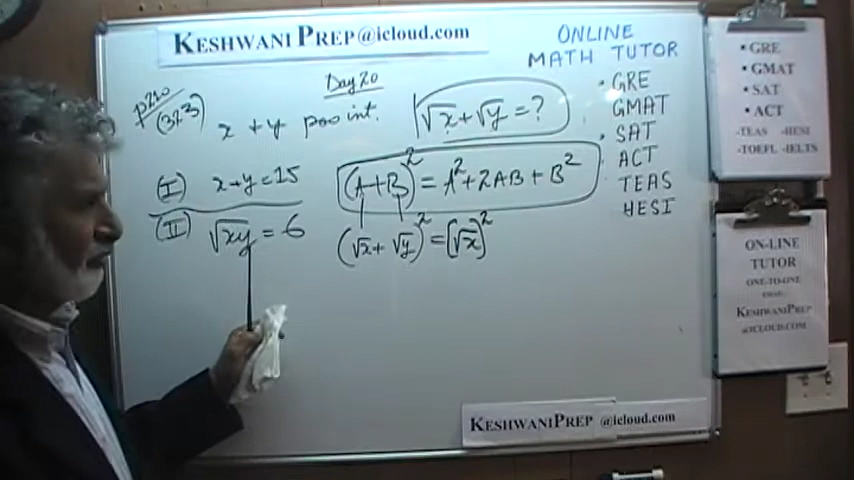 KESHWANI PREP@icloud.com
ONLINE
MATH TUTOR
• GRE
GMAT
• SAT
ACT
TEAS
HESI
Day 20
p210
(323)
x + y pos int.
√x+√y=?
(I) x+y=15
(A+B)² = A²+2AB+B²
(II) √xy = 6
(√x+√y)² = [√x]²
• GRE
• GMAT
• SAT
• ACT
-TEAS -HESI
-TOEFL -IELTS
ON-LINE
TUTOR
ONE-TO-ONE
KESHWANIPREP
@ICLOUD.COM
KESHWANIPREP @icloud.com